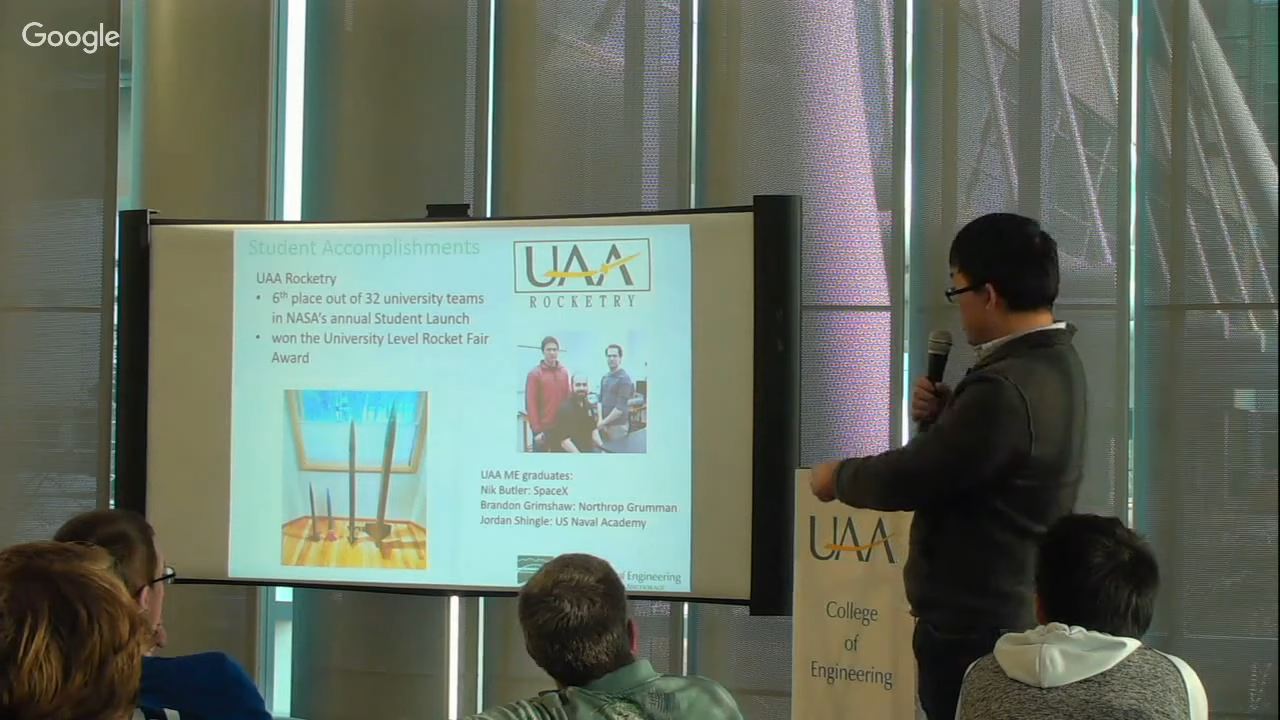 Google
Student Accomplishments
UAA Rocketry
• 6th place out of 32 university teams
in NASA's annual Student Launch
• won the University Level Rocket Fair
Award
UAA
ROCKETRY
UAA ME graduates:
Nik Butler: SpaceX
Brandon Grimshaw: Northrop Grumman
Jordan Shingle: US Naval Academy
of Engineering
UAA
College
of
Engineering